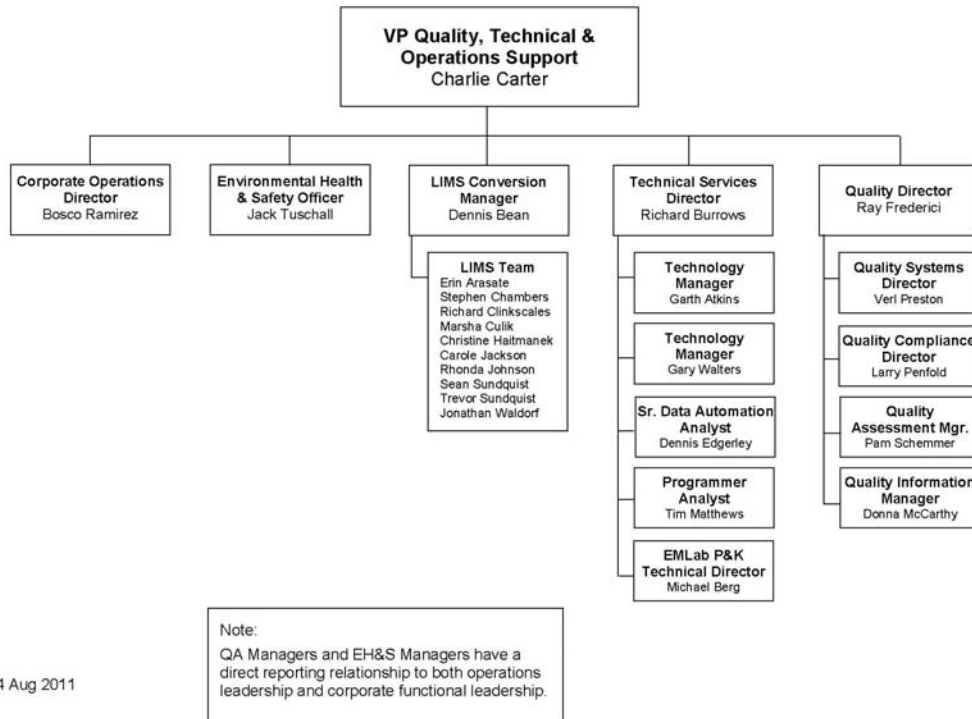 VP Quality, Technical &
Operations Support
Charlie Carter
Corporate Operations
Director
Bosco Ramirez
Environmental Health
& Safety Officer
Jack Tuschall
LIMS Conversion
Manager
Dennis Bean
Technical Services
Director
Richard Burrows
Quality Director
Ray Frederici
LIMS Team
Erin Arasate
Stephen Chambers
Richard Clinkscales
Marsha Culik
Christine Haitmanek
Carole Jackson
Rhonda Johnson
Sean Sundquist
Trevor Sundquist
Jonathan Waldorf
Technology
Manager
Garth Atkins
Technology
Manager
Gary Walters
Sr. Data Automation
Analyst
Dennis Edgerley
Programmer
Analyst
Tim Matthews
EMLab P&K
Technical Director
Michael Berg
Quality Systems
Director
Verl Preston
Quality Compliance
Director
Larry Penfold
Quality
Assessment Mgr.
Pam Schemmer
Quality Information
Manager
Donna McCarthy
Note:
QA Managers and EH&S Managers have a
direct reporting relationship to both operations
leadership and corporate functional leadership.
4 Aug 2011